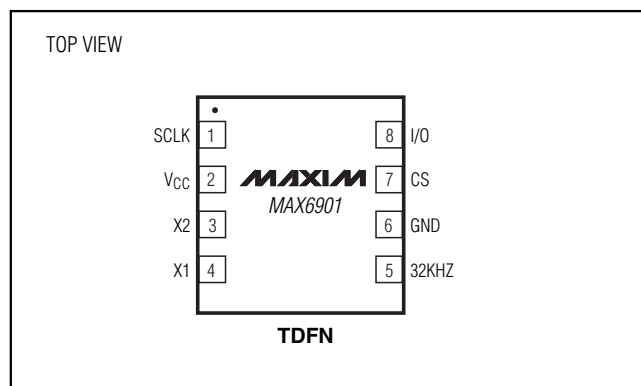 TOP VIEW
SCLK 1 8 I/O
VCC 2 MAXIM 7 CS
MAX6901
X2 3 6 GND
X1 4 5 32KHZ
TDFN